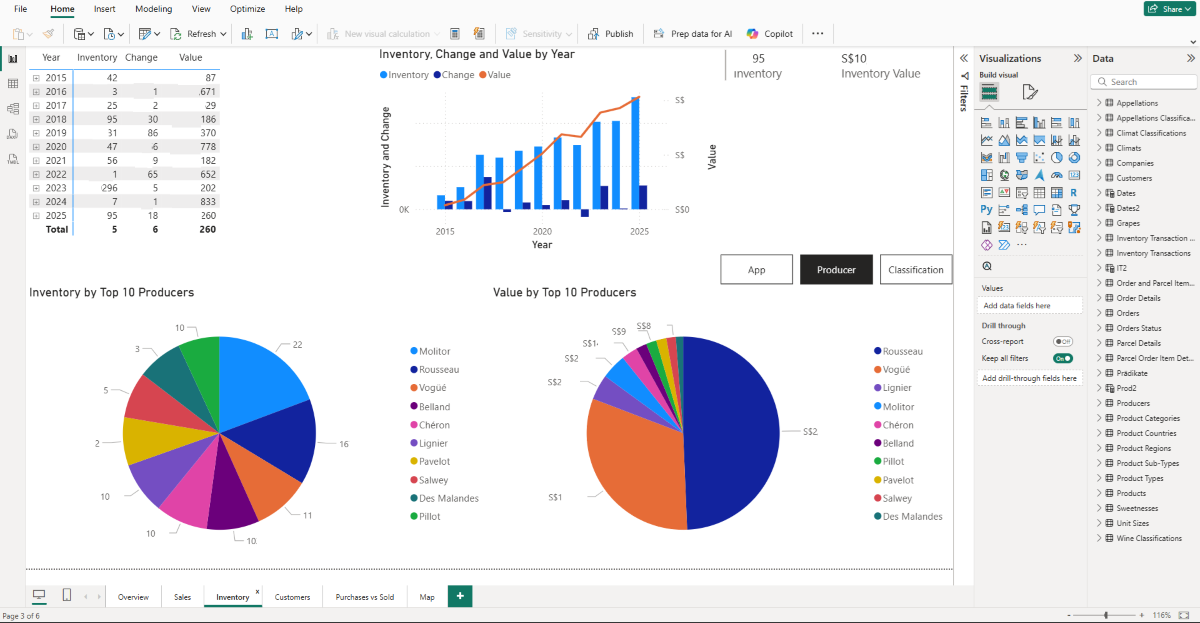 File Home Insert Modeling View Optimize Help
Share
Refresh
New visual calculation
Sensitivity
Publish
Prep data for AI
Copilot
Year Inventory Change Value
2015 42 87
2016 3 1 .671
2017 25 2 29
2018 95 30 186
2019 31 86 370
2020 47 6 778
2021 56 9 182
2022 1 65 652
2023 296 5 202
2024 7 1 833
2025 95 18 260
Total 5 6 260
Inventory, Change and Value by Year
Inventory Change Value
Inventory and Change
0K
S$
S$
S$0
Value
2015 2020 2025
Year
95
Inventory
S$10
Inventory Value
App Producer Classification
Inventory by Top 10 Producers
22
16
11
10
10
10
2
5
3
10
Molitor
Rousseau
Vogüé
Belland
Chéron
Lignier
Pavelot
Salwey
Des Malandes
Pillot
Value by Top 10 Producers
S$2
S$1
S$2
S$2
S$1
S$9
S$8
Rousseau
Vogüé
Lignier
Molitor
Chéron
Belland
Pillot
Pavelot
Salwey
Des Malandes
Filters
Visualizations
Build visual
R
Py
123
Values
Add data fields here
Drill through
Cross-report
Off
Keep all filters
On
Add drill-through fields here
Data
Search
Appellations
Appellations Classifica...
Climat Classifications
Climats
Companies
Customers
Dates
Dates2
Grapes
Inventory Transaction ...
Inventory Transactions
IT2
Order and Parcel Item...
Order Details
Orders
Orders Status
Parcel Details
Parcel Order Item Det...
Prädikate
Prod2
Producers
Product Categories
Product Countries
Product Regions
Product Sub-Types
Product Types
Products
Sweetnesses
Unit Sizes
Wine Classifications
Overview Sales Inventory x Customers Purchases vs Sold Map +
Page 3 of 6
- + 116%